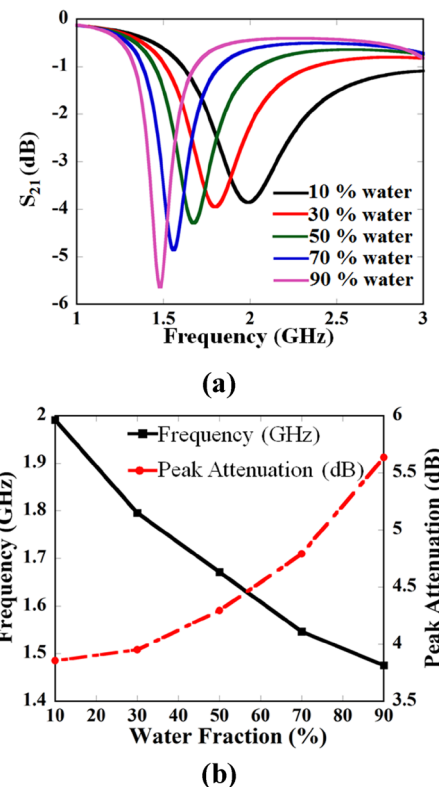 0
-1
-2
-3
-4
-5
-6
S21 (dB)
10 % water
30 % water
50 % water
70 % water
90 % water
1 1.5 2 2.5 3
Frequency (GHz)
(a)
2
1.9
1.8
1.7
1.6
1.5
1.4
Frequency (GHz)
Frequency (GHz)
Peak Attenuation (dB)
6
5.5
5
4.5
4
3.5
Peak Attenuation (dB)
10 20 30 40 50 60 70 80 90
Water Fraction (%)
(b)